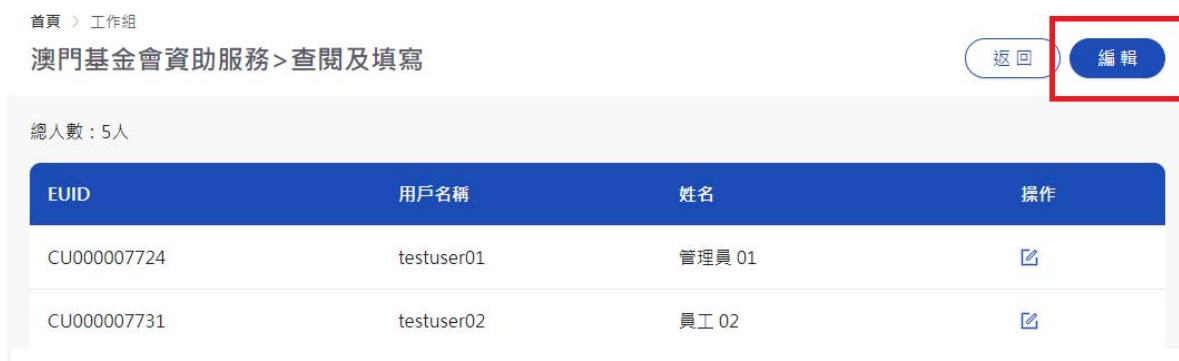 首頁 > 工作組
澳門基金會資助服務>查閱及填寫
返回 編輯
總人數：5人
EUID 用戶名稱 姓名 操作
CU000007724 testuser01 管理員 01
CU000007731 testuser02 員工 02